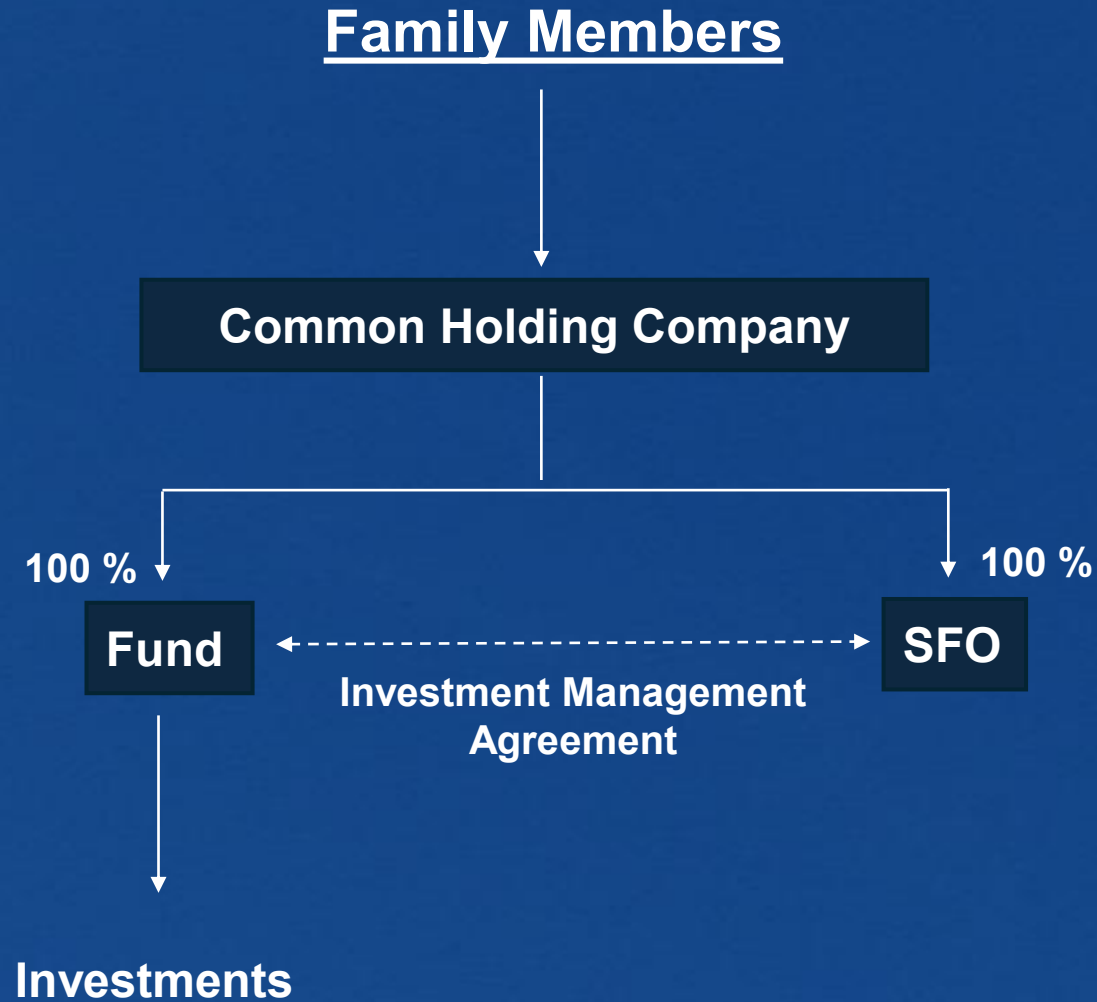 Family Members
Common Holding Company
100 %
100 %
Fund
SFO
Investment Management
Agreement
Investments